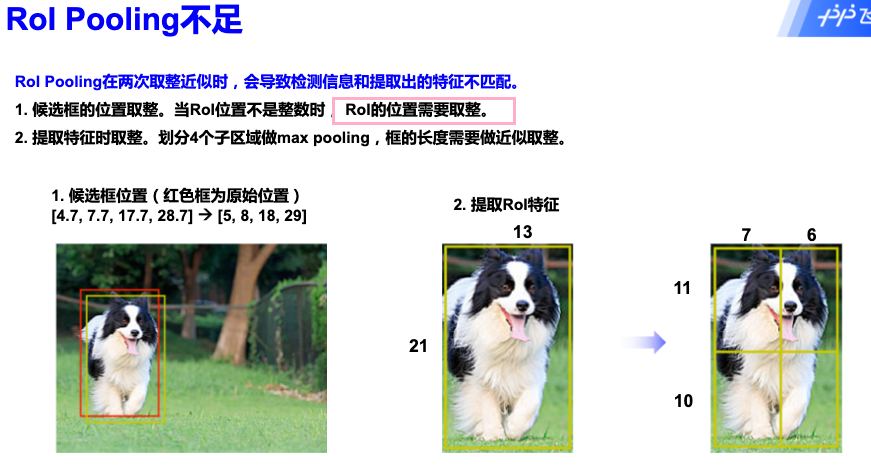 RoI Pooling不足
RoI Pooling在两次取整近似时，会导致检测信息和提取出的特征不匹配。
1. 候选框的位置取整。当RoI位置不是整数时，RoI的位置需要取整。
2. 提取特征时取整。划分4个子区域做max pooling，框的长度需要做近似取整。
1. 候选框位置（红色框为原始位置）
[4.7, 7.7, 17.7, 28.7] → [5, 8, 18, 29]
2. 提取RoI特征
13
21
7 6
11
10